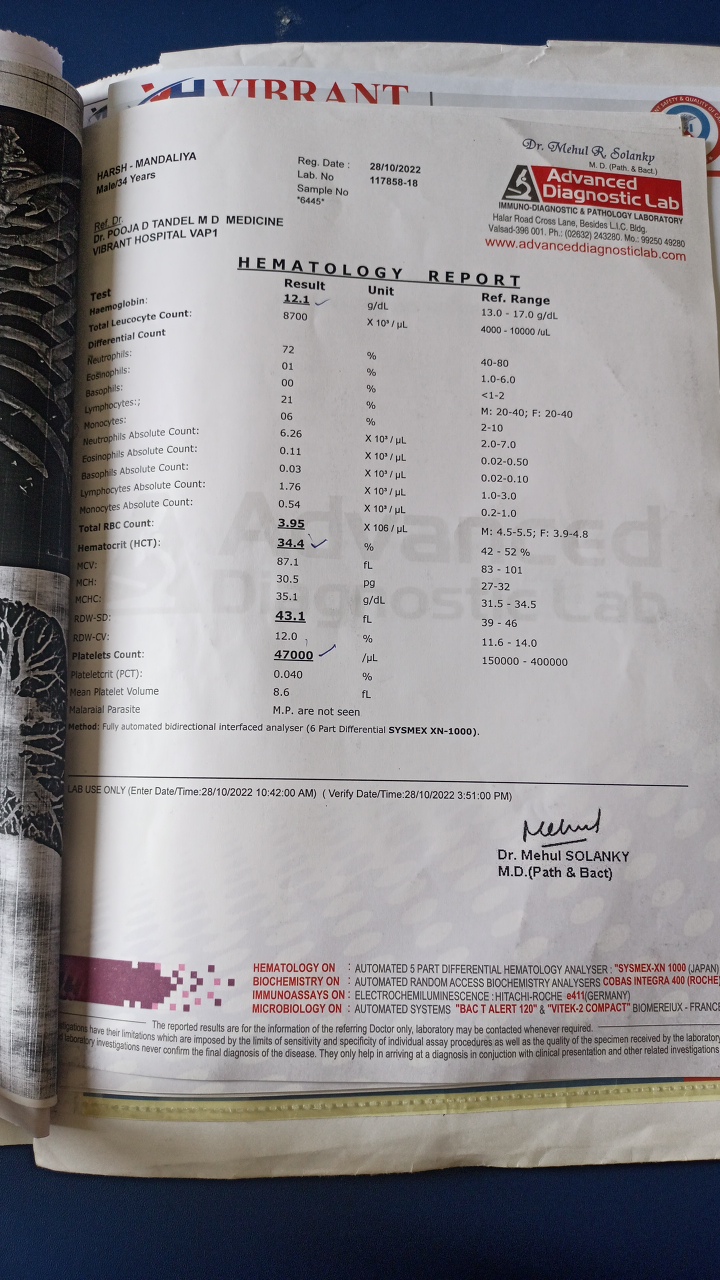 VIBRANT
HARSH - MANDALIYA
Male/34 Years
Reg. Date : 28/10/2022
Lab. No 117858-18
Sample No
*6445*
Dr. Mehul R. Solanky
M. D. (Path. & Bact.)
Advanced
Diagnostic Lab
IMMUNO-DIAGNOSTIC & PATHOLOGY LABORATORY
Halar Road Cross Lane, Besides L.I.C. Bldg.
Valsad-396 001. Ph.: (02632) 243280. Mo.: 99250 49280
www.advanceddiagnosticlab.com
Ref. Dr.
Dr. POOJA D TANDEL M D MEDICINE
VIBRANT HOSPITAL VAP1
HEMATOLOGY REPORT
Test Result Unit Ref. Range
Haemoglobin: 12.1 g/dL 13.0 - 17.0 g/dL
Total Leucocyte Count: 8700 X 10³ / µL 4000 - 10000 /uL
Differential Count
Neutrophils: 72 % 40-80
Eosinophils: 01 % 1.0-6.0
Basophils: 00 % <1-2
Lymphocytes:; 21 % M: 20-40; F: 20-40
Monocytes: 06 % 2-10
Neutrophils Absolute Count: 6.26 X 10³ / µL 2.0-7.0
Eosinophils Absolute Count: 0.11 X 10³ / µL 0.02-0.50
Basophils Absolute Count: 0.03 X 10³ / µL 0.02-0.10
Lymphocytes Absolute Count: 1.76 X 10³ / µL 1.0-3.0
Monocytes Absolute Count: 0.54 X 10³ / µL 0.2-1.0
Total RBC Count: 3.95 X 106 / µL M: 4.5-5.5; F: 3.9-4.8
Hematocrit (HCT): 34.4 % 42 - 52 %
MCV: 87.1 fL 83 - 101
MCH: 30.5 pg 27-32
MCHC: 35.1 g/dL 31.5 - 34.5
RDW-SD: 43.1 fL 39 - 46
RDW-CV: 12.0 % 11.6 - 14.0
Platelets Count: 47000 /µL 150000 - 400000
Plateletcrit (PCT): 0.040 %
Mean Platelet Volume 8.6 fL
Malaraial Parasite M.P. are not seen
Method: Fully automated bidirectional interfaced analyser (6 Part Differential SYSMEX XN-1000).
Advanced
Diagnostic Lab
LAB USE ONLY (Enter Date/Time:28/10/2022 10:42:00 AM) ( Verify Date/Time:28/10/2022 3:51:00 PM)
Mehul
Dr. Mehul SOLANKY
M.D.(Path & Bact)
HEMATOLOGY ON : AUTOMATED 5 PART DIFFERENTIAL HEMATOLOGY ANALYSER : "SYSMEX-XN 1000 (JAPAN)
BIOCHEMISTRY ON : AUTOMATED RANDOM ACCESS BIOCHEMISTRY ANALYSERS COBAS INTEGRA 400 (ROCHE)
IMMUNOASSAYS ON : ELECTROCHEMILUMINESCENCE : HITACHI-ROCHE e411(GERMANY)
MICROBIOLOGY ON : AUTOMATED SYSTEMS "BAC T ALERT 120" & "VITEK-2 COMPACT" BIOMEREIUX - FRANCE
The reported results are for the information of the referring Doctor only, laboratory may be contacted whenever required.
have their limitations which are imposed by the limits of sensitivity and specificity of individual assay procedures as well as the quality of the specimen received by the laboratory
laboratory investigations never confirm the final diagnosis of the disease. They only help in arriving at a diagnosis in conjuction with clinical presentation and other related investigations